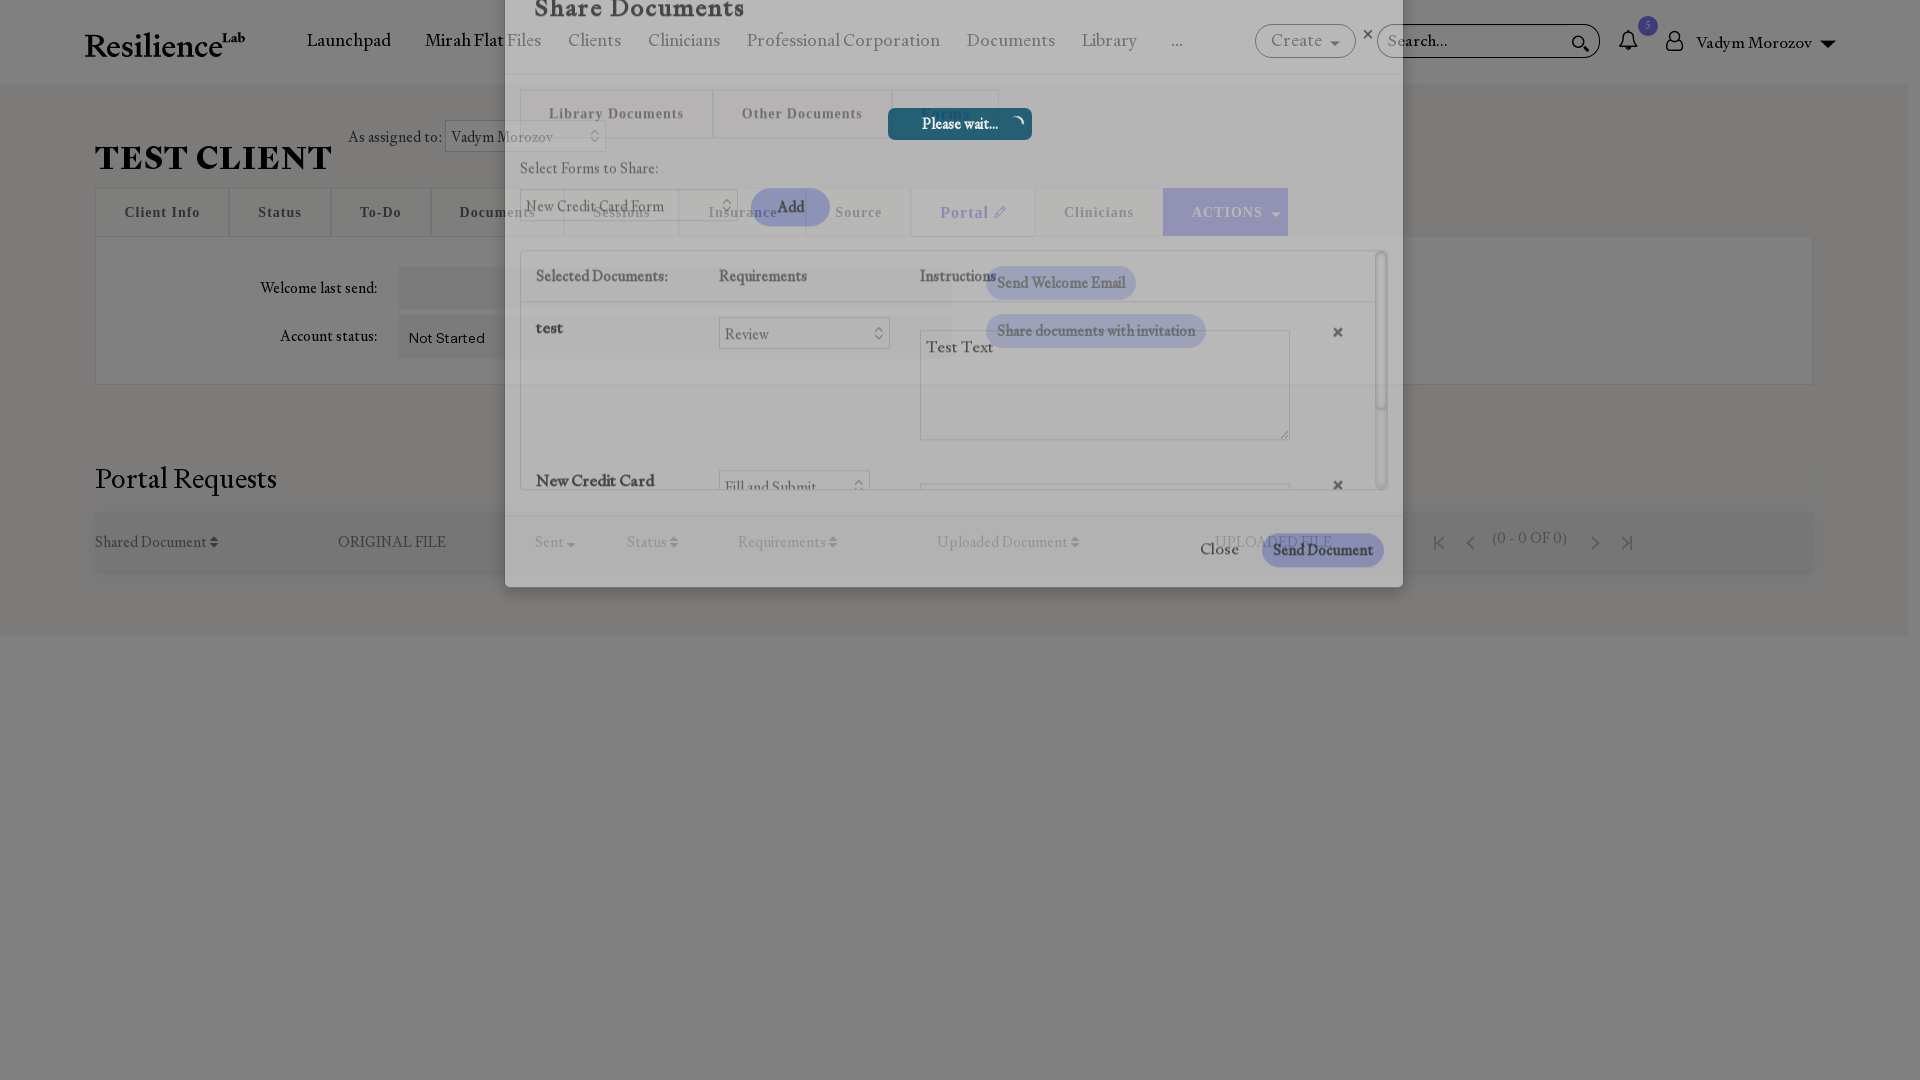 Share Documents
Resilience Lab
Launchpad
Mirah Flat Files
Clients
Clinicians
Professional Corporation
Documents
Library
...
Create
×
Search...
5
Vadym Morozov
Library Documents
Other Documents
Please wait...
TEST CLIENT
As assigned to:
Vadym Morozov
Select Forms to Share:
New Credit Card Form
Add
Client Info
Status
To-Do
Documents
Sessions
Insurance
Source
Portal
Clinicians
ACTIONS
Selected Documents:
Requirements
Instructions
Welcome last send:
Send Welcome Email
Account status:
Not Started
test
Review
Test Text
Share documents with invitation
×
New Credit Card
Fill and Submit
×
Portal Requests
Shared Document
ORIGINAL FILE
Sent
Status
Requirements
Uploaded Document
UPLOADED FILE
(0 - 0 OF 0)
Close
Send Document